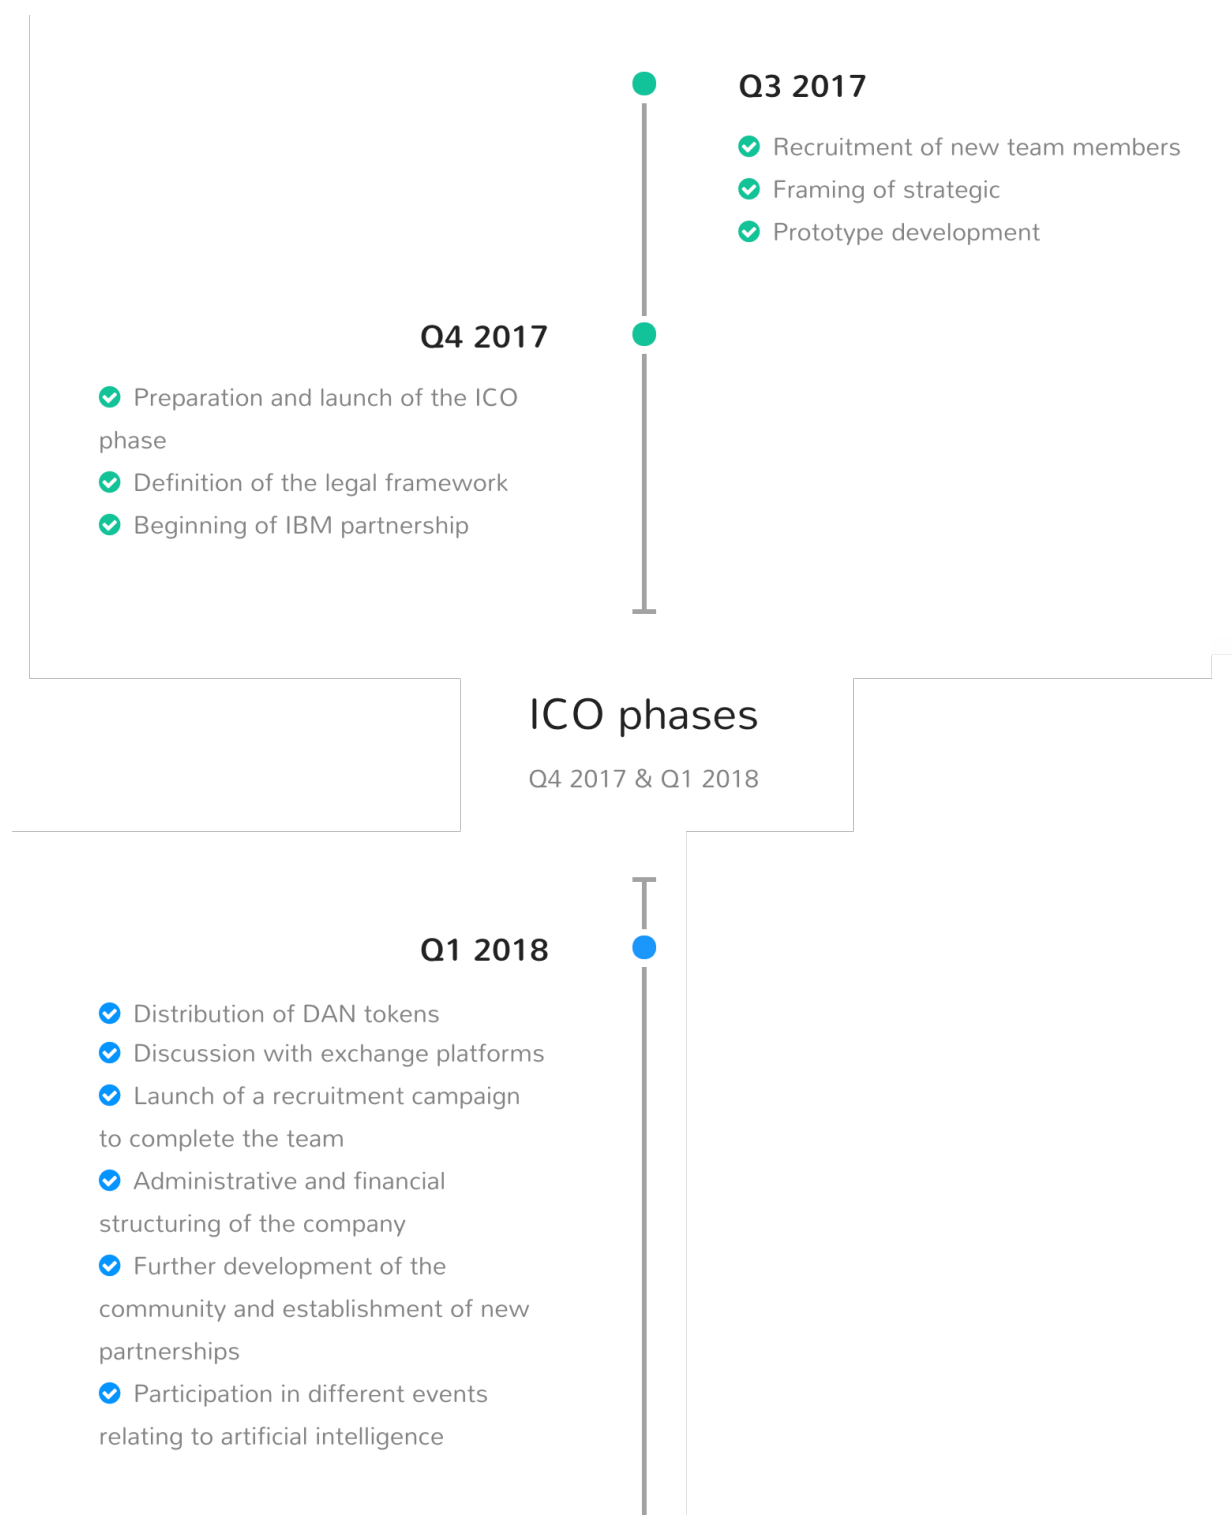 Q3 2017
Recruitment of new team members
Framing of strategic
Prototype development
Q4 2017
Preparation and launch of the ICO
phase
Definition of the legal framework
Beginning of IBM partnership
ICO phases
Q4 2017 & Q1 2018
Q1 2018
Distribution of DAN tokens
Discussion with exchange platforms
Launch of a recruitment campaign
to complete the team
Administrative and financial
structuring of the company
Further development of the
community and establishment of new
partnerships
Participation in different events
relating to artificial intelligence